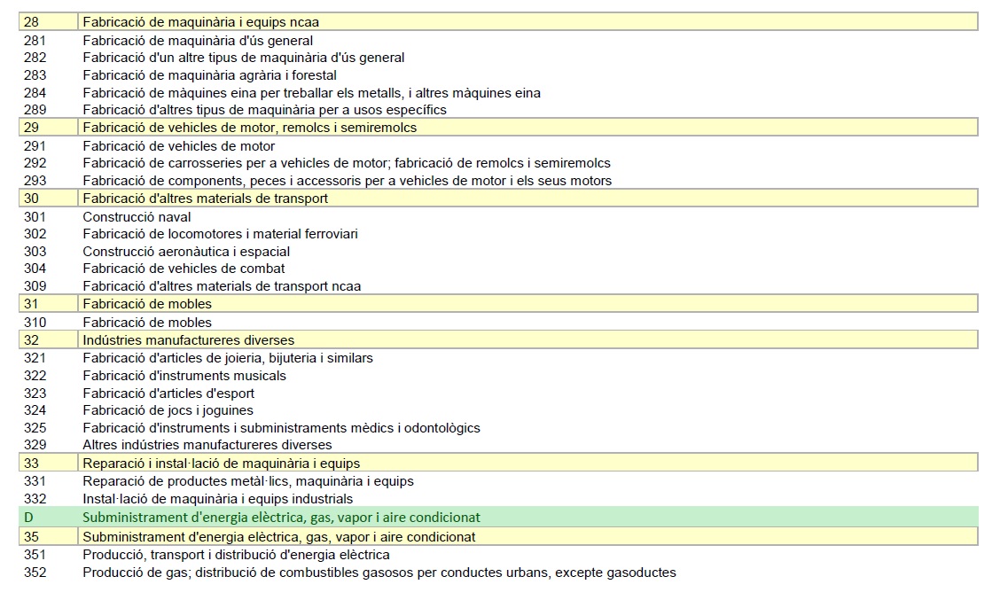 28 Fabricació de maquinària i equips ncaa
281 Fabricació de maquinària d'ús general
282 Fabricació d'un altre tipus de maquinària d'ús general
283 Fabricació de maquinària agrària i forestal
284 Fabricació de màquines eina per treballar els metalls, i altres màquines eina
289 Fabricació d'altres tipus de maquinària per a usos específics
29 Fabricació de vehicles de motor, remolcs i semiremolcs
291 Fabricació de vehicles de motor
292 Fabricació de carrosseries per a vehicles de motor; fabricació de remolcs i semiremolcs
293 Fabricació de components, peces i accessoris per a vehicles de motor i els seus motors
30 Fabricació d'altres materials de transport
301 Construcció naval
302 Fabricació de locomotores i material ferroviari
303 Construcció aeronàutica i espacial
304 Fabricació de vehicles de combat
309 Fabricació d'altres materials de transport ncaa
31 Fabricació de mobles
310 Fabricació de mobles
32 Indústries manufactureres diverses
321 Fabricació d'articles de joieria, bijuteria i similars
322 Fabricació d'instruments musicals
323 Fabricació d'articles d'esport
324 Fabricació de jocs i joguines
325 Fabricació d'instruments i subministraments mèdics i odontològics
329 Altres indústries manufactureres diverses
33 Reparació i instal·lació de maquinària i equips
331 Reparació de productes metàl·lics, maquinària i equips
332 Instal·lació de maquinària i equips industrials
D Subministrament d'energia elèctrica, gas, vapor i aire condicionat
35 Subministrament d'energia elèctrica, gas, vapor i aire condicionat
351 Producció, transport i distribució d'energia elèctrica
352 Producció de gas; distribució de combustibles gasosos per conductes urbans, excepte gasoductes